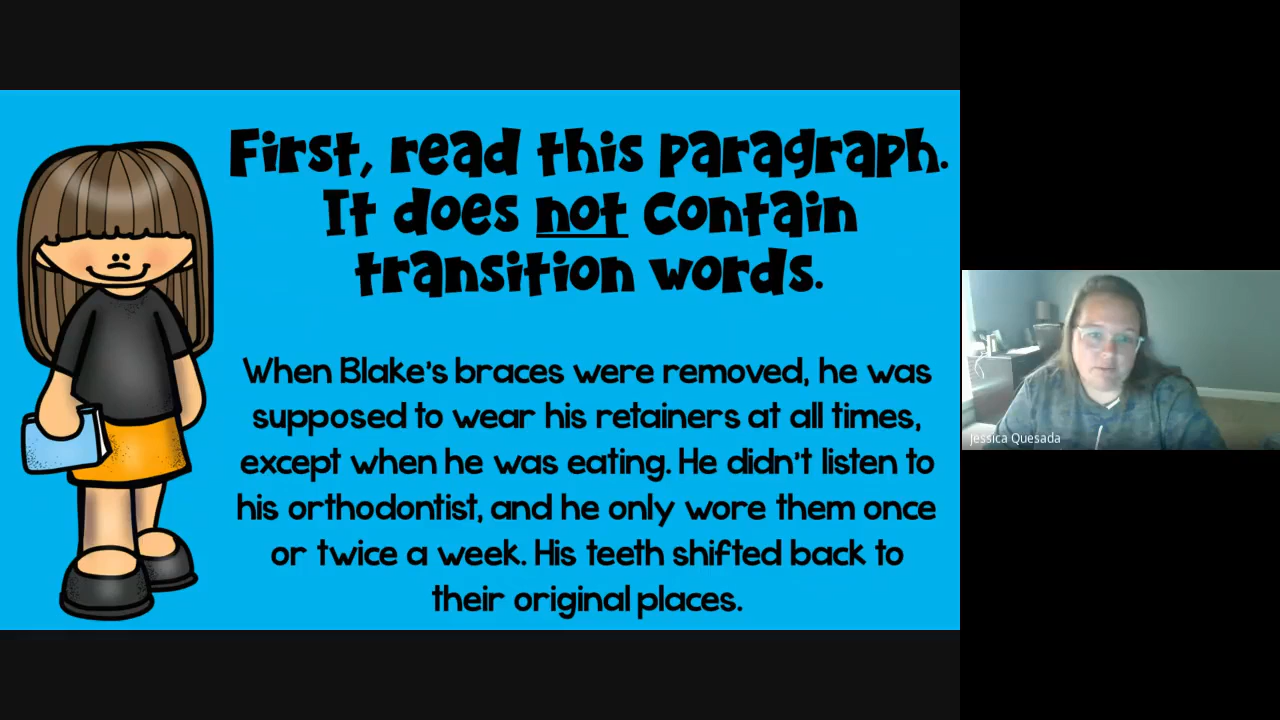 First, read this paragraph.
It does not contain
transition words.
When Blake's braces were removed, he was
supposed to wear his retainers at all times,
except when he was eating. He didn't listen to
his orthodontist, and he only wore them once
or twice a week. His teeth shifted back to
their original places.
Jessica Quesada